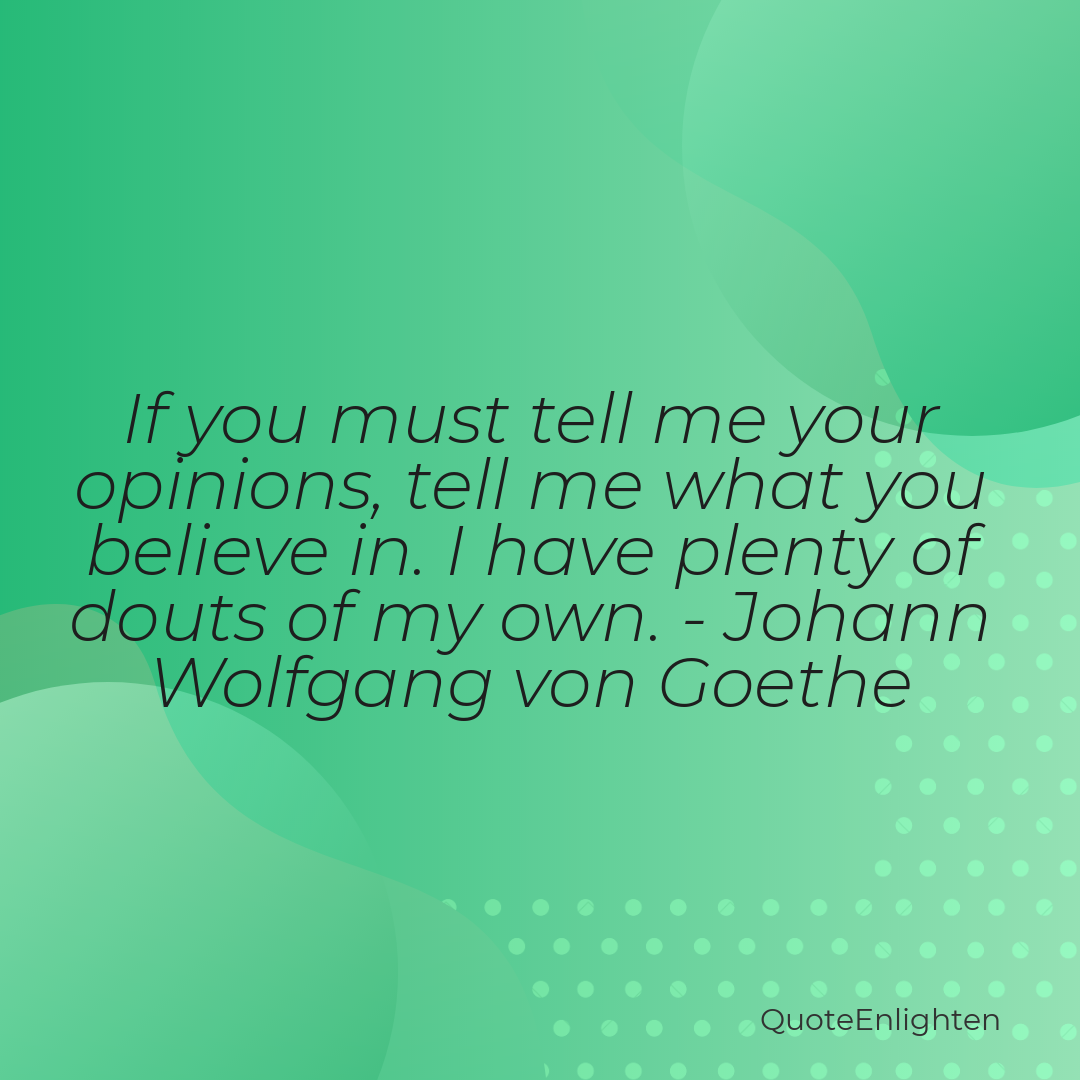 If you must tell me your
opinions, tell me what you
believe in. I have plenty of
douts of my own. - Johann
Wolfgang von Goethe
QuoteEnlighten